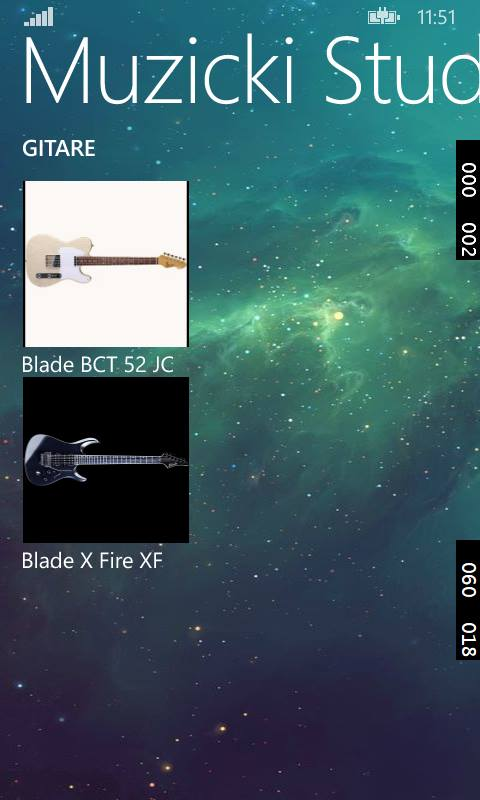 11:51
Muzicki Stud
GITARE
000 002
Blade BCT 52 JC
Blade X Fire XF
060 018